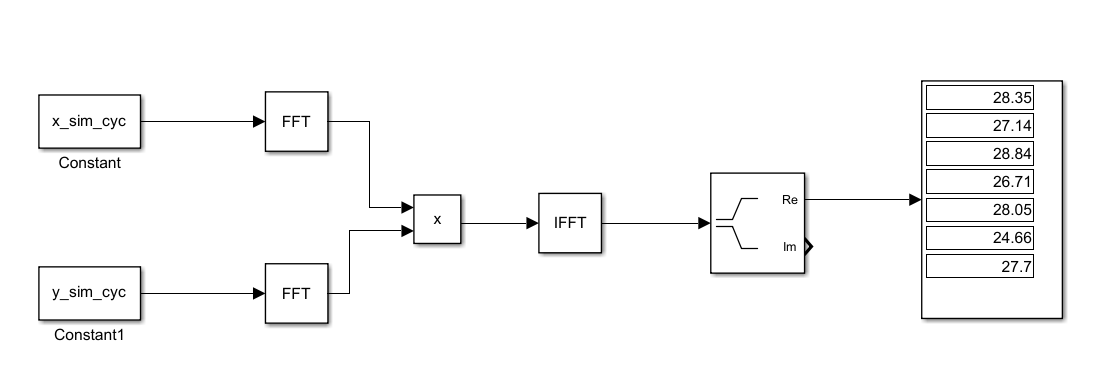 x_sim_cyc
Constant
FFT
x
y_sim_cyc
Constant1
FFT
IFFT
Re
Im
28.35
27.14
28.84
26.71
28.05
24.66
27.7